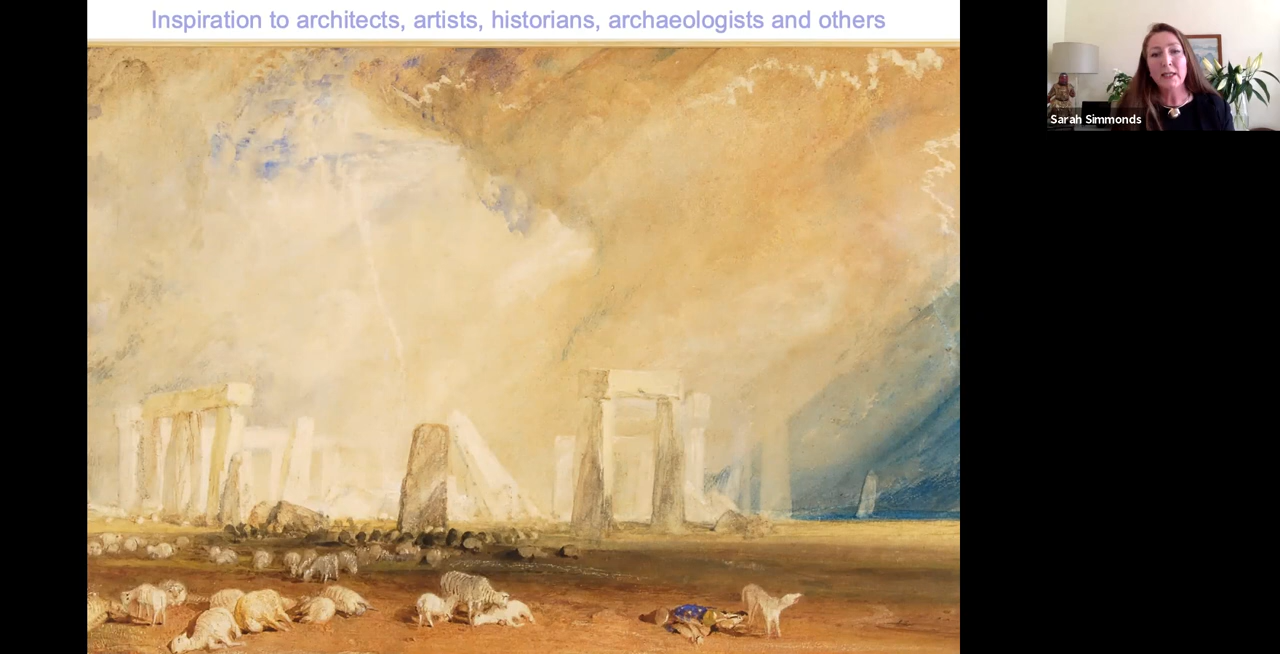 Inspiration to architects, artists, historians, archaeologists and others
Sarah Simmonds